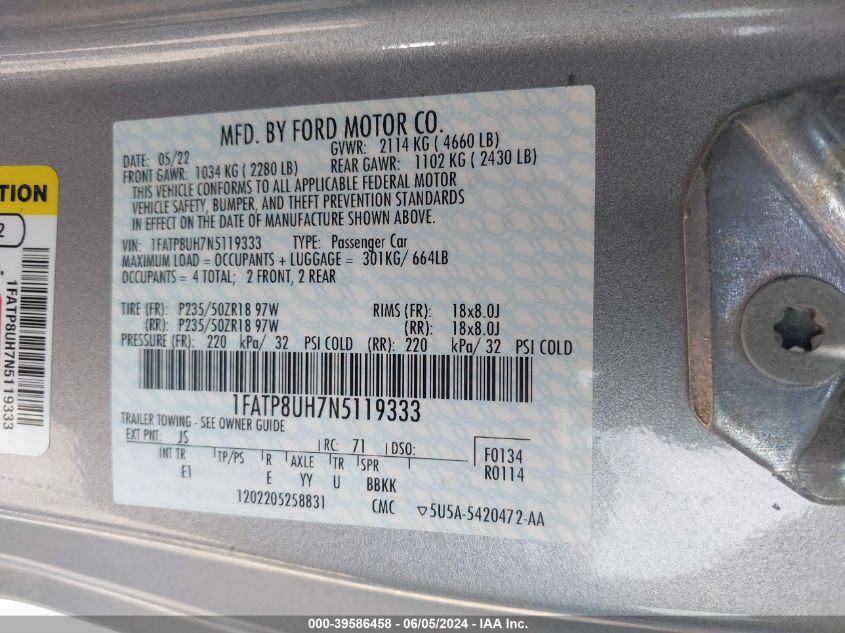 MFD. BY FORD MOTOR CO.
DATE: 05/22 GVWR: 2114 KG ( 4660 LB)
FRONT GAWR: 1034 KG ( 2280 LB) REAR GAWR: 1102 KG ( 2430 LB)
THIS VEHICLE CONFORMS TO ALL APPLICABLE FEDERAL MOTOR
VEHICLE SAFETY, BUMPER, AND THEFT PREVENTION STANDARDS
IN EFFECT ON THE DATE OF MANUFACTURE SHOWN ABOVE.
VIN: 1FATP8UH7N5119333 TYPE: Passenger Car
MAXIMUM LOAD = OCCUPANTS + LUGGAGE = 301KG/ 664LB
OCCUPANTS = 4 TOTAL; 2 FRONT, 2 REAR
TIRE (FR): P235/50ZR18 97W RIMS (FR): 18x8.0J
(RR): P235/50ZR18 97W (RR): 18x8.0J
PRESSURE (FR): 220 kPa/ 32 PSI COLD (RR): 220 kPa/ 32 PSI COLD
1FATP8UH7N5119333
TRAILER TOWING - SEE OWNER GUIDE
EXT PNT: JS RC: 71 DSO: F0134
INT TR TP/PS R AXLE TR SPR R0114
EI E YY U BBKK
1202205258831 CMC ▽5U5A-5420472-AA
TION
2
1FATP8UH7N5119333
000-39586458 - 06/05/2024 - IAA Inc.